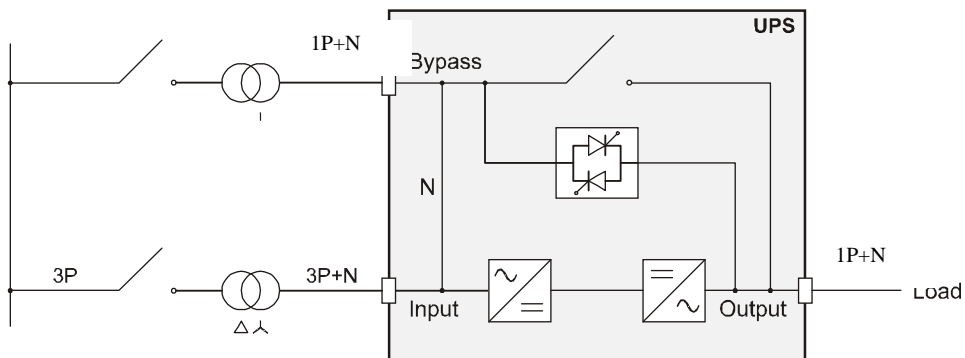 UPS
1P+N
Bypass
N
3P
3P+N
Input
Output
1P+N
Load